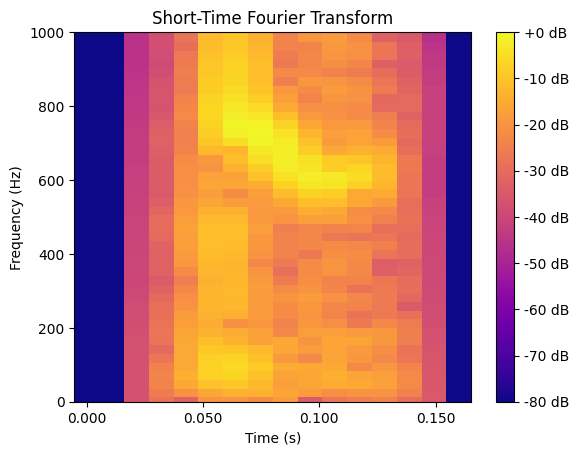 Short-Time Fourier Transform
1000
800
600
400
200
0
Frequency (Hz)
0.000
0.050
0.100
0.150
Time (s)
+0 dB
-10 dB
-20 dB
-30 dB
-40 dB
-50 dB
-60 dB
-70 dB
-80 dB